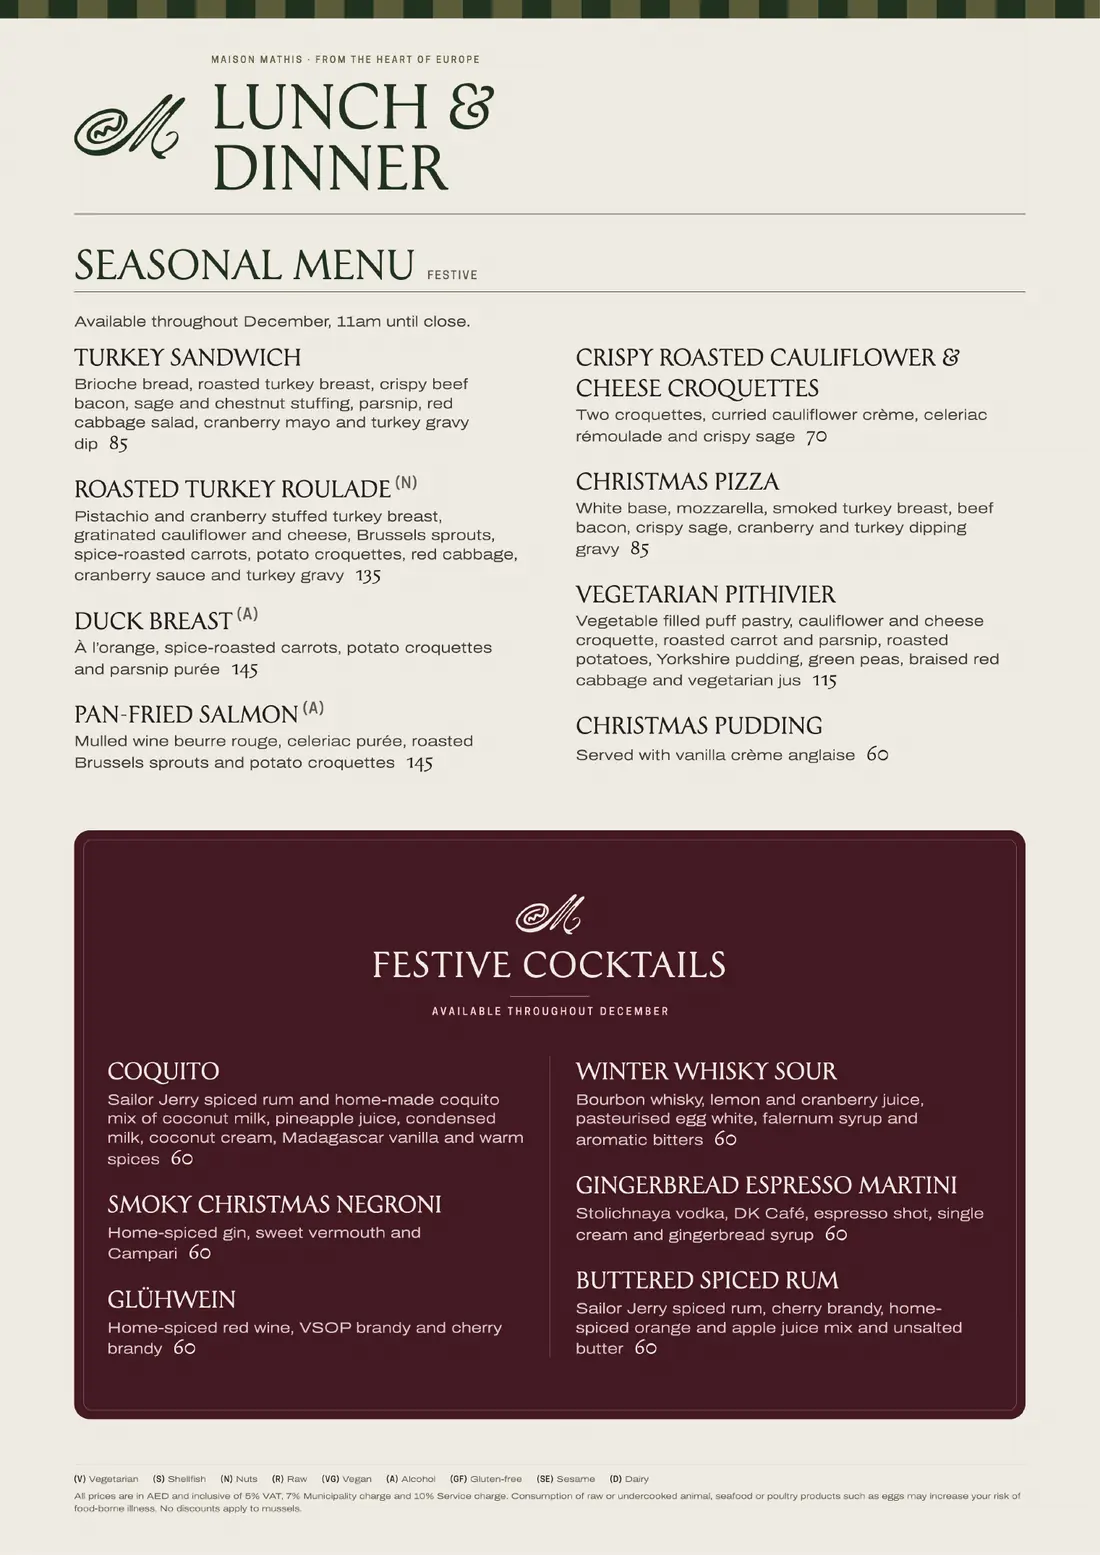 MAISON MATHIS · FROM THE HEART OF EUROPE
LUNCH &
DINNER
SEASONAL MENU FESTIVE
Available throughout December, 11am until close.
TURKEY SANDWICH
Brioche bread, roasted turkey breast, crispy beef
bacon, sage and chestnut stuffing, parsnip, red
cabbage salad, cranberry mayo and turkey gravy
dip 85
ROASTED TURKEY ROULADE (N)
Pistachio and cranberry stuffed turkey breast,
gratinated cauliflower and cheese, Brussels sprouts,
spice-roasted carrots, potato croquettes, red cabbage,
cranberry sauce and turkey gravy 135
DUCK BREAST (A)
À l'orange, spice-roasted carrots, potato croquettes
and parsnip purée 145
PAN-FRIED SALMON (A)
Mulled wine beurre rouge, celeriac purée, roasted
Brussels sprouts and potato croquettes 145
CRISPY ROASTED CAULIFLOWER &
CHEESE CROQUETTES
Two croquettes, curried cauliflower crème, celeriac
rémoulade and crispy sage 70
CHRISTMAS PIZZA
White base, mozzarella, smoked turkey breast, beef
bacon, crispy sage, cranberry and turkey dipping
gravy 85
VEGETARIAN PITHIVIER
Vegetable filled puff pastry, cauliflower and cheese
croquette, roasted carrot and parsnip, roasted
potatoes, Yorkshire pudding, green peas, braised red
cabbage and vegetarian jus 115
CHRISTMAS PUDDING
Served with vanilla crème anglaise 60
FESTIVE COCKTAILS
AVAILABLE THROUGHOUT DECEMBER
COQUITO
Sailor Jerry spiced rum and home-made coquito
mix of coconut milk, pineapple juice, condensed
milk, coconut cream, Madagascar vanilla and warm
spices 60
SMOKY CHRISTMAS NEGRONI
Home-spiced gin, sweet vermouth and
Campari 60
GLÜHWEIN
Home-spiced red wine, VSOP brandy and cherry
brandy 60
WINTER WHISKY SOUR
Bourbon whisky, lemon and cranberry juice,
pasteurised egg white, falernum syrup and
aromatic bitters 60
GINGERBREAD ESPRESSO MARTINI
Stolichnaya vodka, DK Café, espresso shot, single
cream and gingerbread syrup 60
BUTTERED SPICED RUM
Sailor Jerry spiced rum, cherry brandy, home-
spiced orange and apple juice mix and unsalted
butter 60
(V) Vegetarian (S) Shellfish (N) Nuts (R) Raw (VG) Vegan (A) Alcohol (GF) Gluten-free (SE) Sesame (D) Dairy
All prices are in AED and inclusive of 5% VAT, 7% Municipality charge and 10% Service charge. Consumption of raw or undercooked animal, seafood or poultry products such as eggs may increase your risk of
food-borne illness. No discounts apply to mussels.